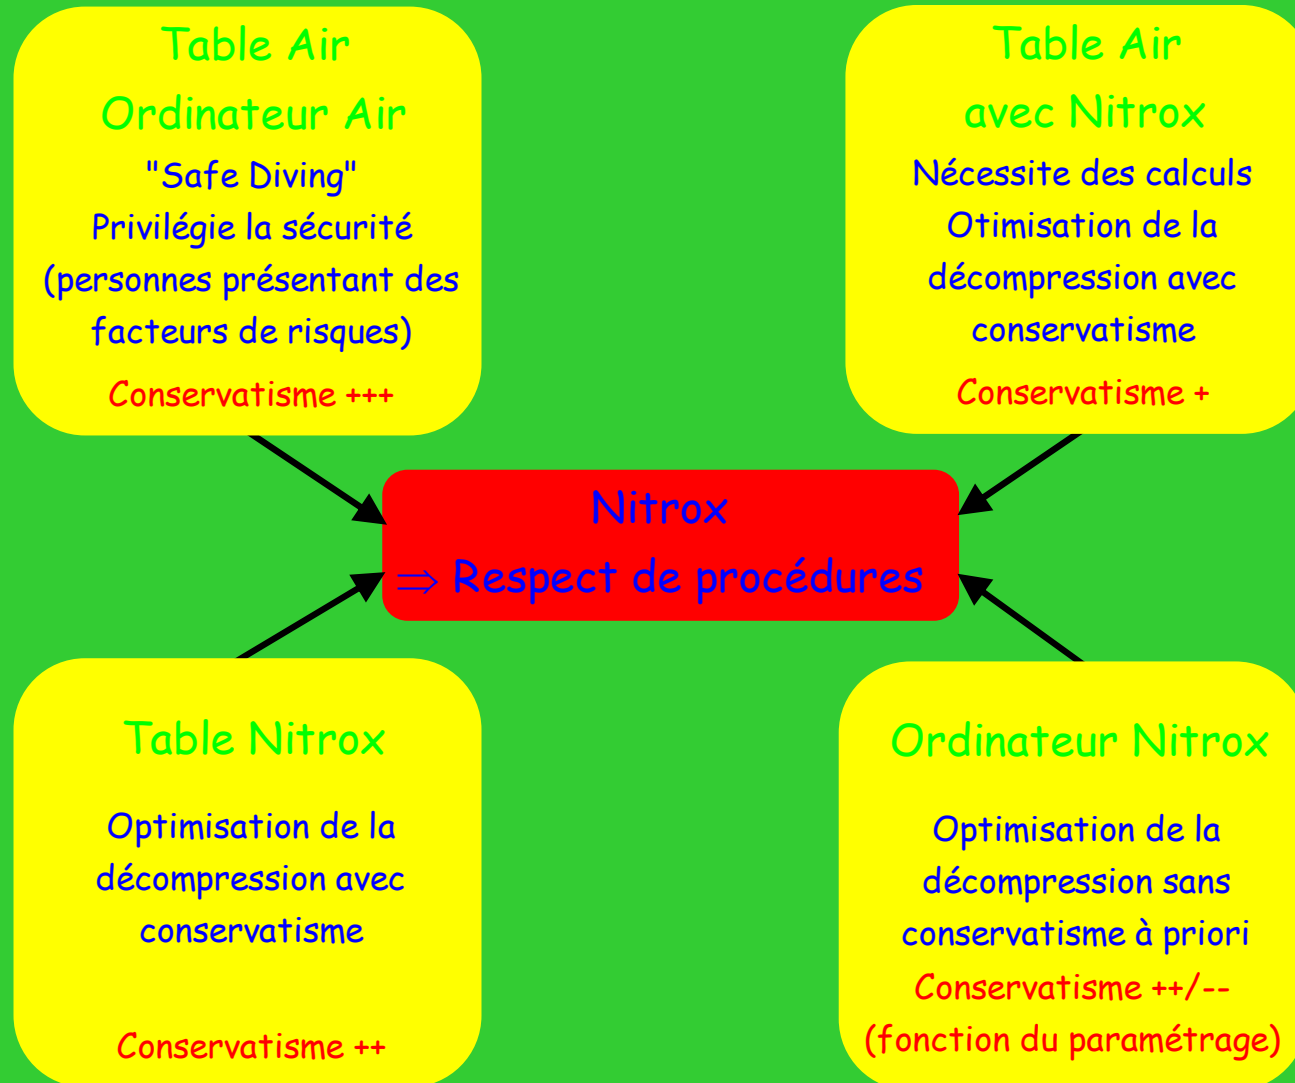 Table Air
Ordinateur Air
"Safe Diving"
Privilégie la sécurité
(personnes présentant des
facteurs de risques)
Conservatisme +++
Table Air
avec Nitrox
Nécessite des calculs
Otimisation de la
décompression avec
conservatisme
Conservatisme +
Nitrox
⇒ Respect de procédures
Table Nitrox
Optimisation de la
décompression avec
conservatisme
Conservatisme ++
Ordinateur Nitrox
Optimisation de la
décompression sans
conservatisme à priori
Conservatisme ++/--
(fonction du paramétrage)